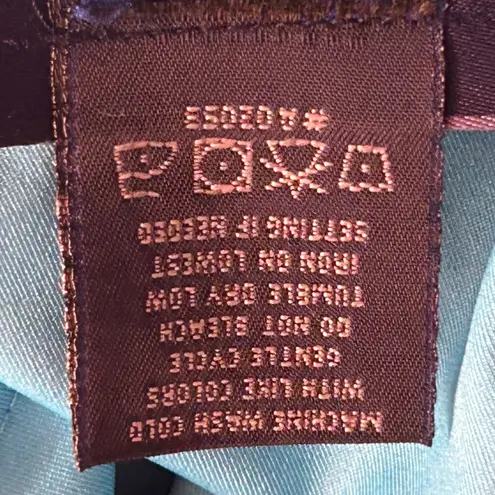 MACHINE WASH COLD
WITH LIKE COLORS
GENTLE CYCLE
DO NOT BLEACH
TUMBLE DRY LOW
IRON ON LOWEST
SETTING IF NEEDED